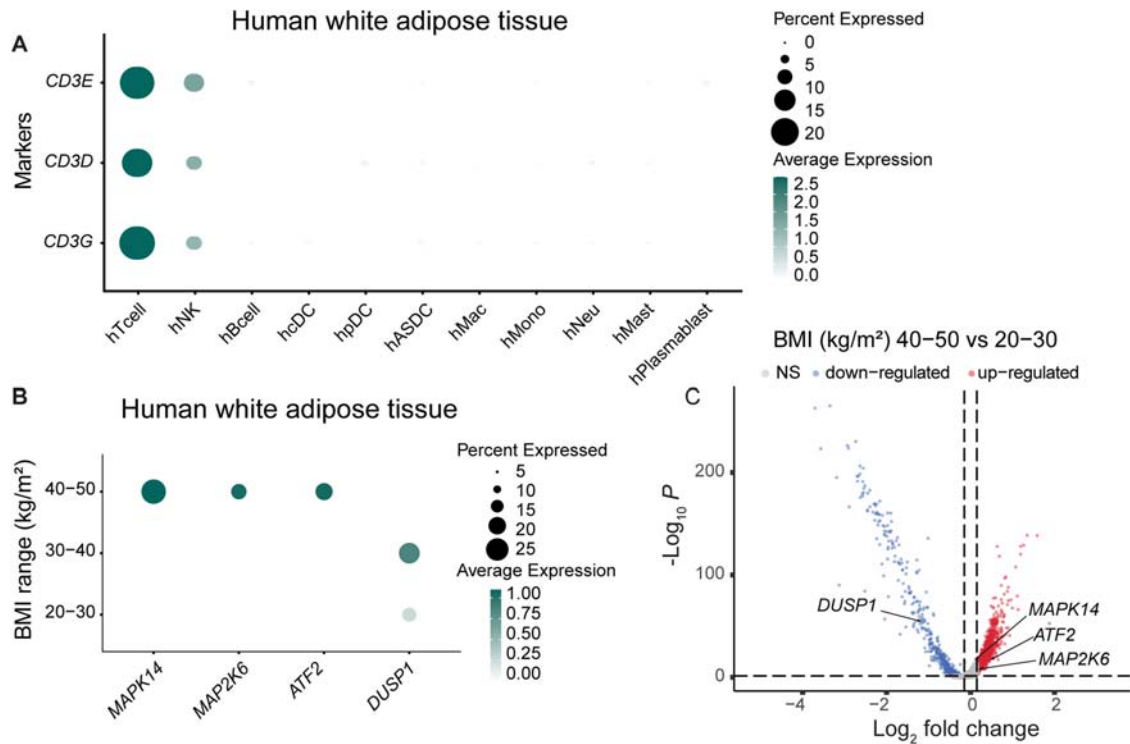 A
Human white adipose tissue
Markers
CD3E
CD3D
CD3G
hTcell
hNK
hBcell
hcDC
hpDC
hASDC
hMac
hMono
hNeu
hMast
hPlasmablast
Percent Expressed
0
5
10
15
20
Average Expression
2.5
2.0
1.5
1.0
0.5
0.0
B
Human white adipose tissue
BMI range (kg/m²)
40−50
30−40
20−30
MAPK14
MAP2K6
ATF2
DUSP1
Percent Expressed
5
10
15
20
25
Average Expression
1.00
0.75
0.50
0.25
0.00
BMI (kg/m²) 40−50 vs 20−30
NS down−regulated up−regulated
C
-Log₁₀ P
200
100
0
DUSP1
MAPK14
ATF2
MAP2K6
−4
−2
0
2
Log₂ fold change